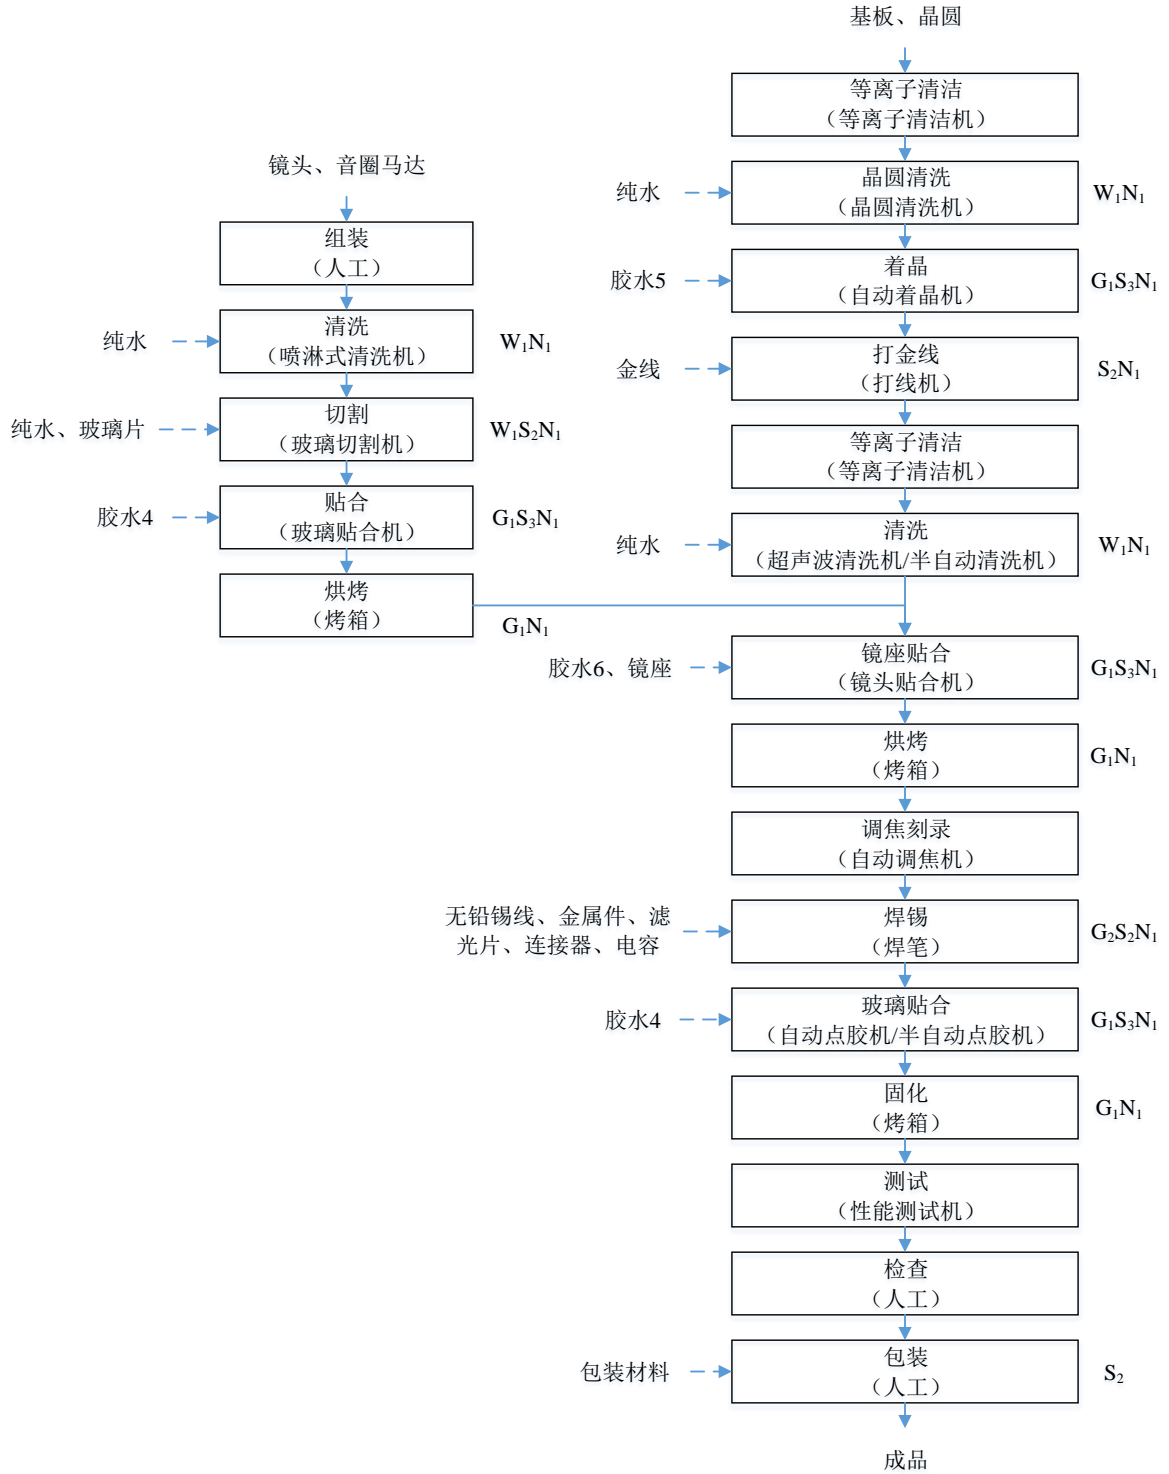 基板、晶圆
等离子清洁
（等离子清洁机）
纯水
晶圆清洗
（晶圆清洗机）
W₁N₁
胶水5
着晶
（自动着晶机）
G₁S₃N₁
金线
打金线
（打线机）
S₂N₁
等离子清洁
（等离子清洁机）
纯水
清洗
（超声波清洗机/半自动清洗机）
W₁N₁
镜头、音圈马达
组装
（人工）
纯水
清洗
（喷淋式清洗机）
W₁N₁
纯水、玻璃片
切割
（玻璃切割机）
W₁S₂N₁
胶水4
贴合
（玻璃贴合机）
G₁S₃N₁
烘烤
（烤箱）
G₁N₁
胶水6、镜座
镜座贴合
（镜头贴合机）
G₁S₃N₁
烘烤
（烤箱）
G₁N₁
调焦刻录
（自动调焦机）
无铅锡线、金属件、滤
光片、连接器、电容
焊锡
（焊笔）
G₂S₂N₁
胶水4
玻璃贴合
（自动点胶机/半自动点胶机）
G₁S₃N₁
固化
（烤箱）
G₁N₁
测试
（性能测试机）
检查
（人工）
包装材料
包装
（人工）
S₂
成品